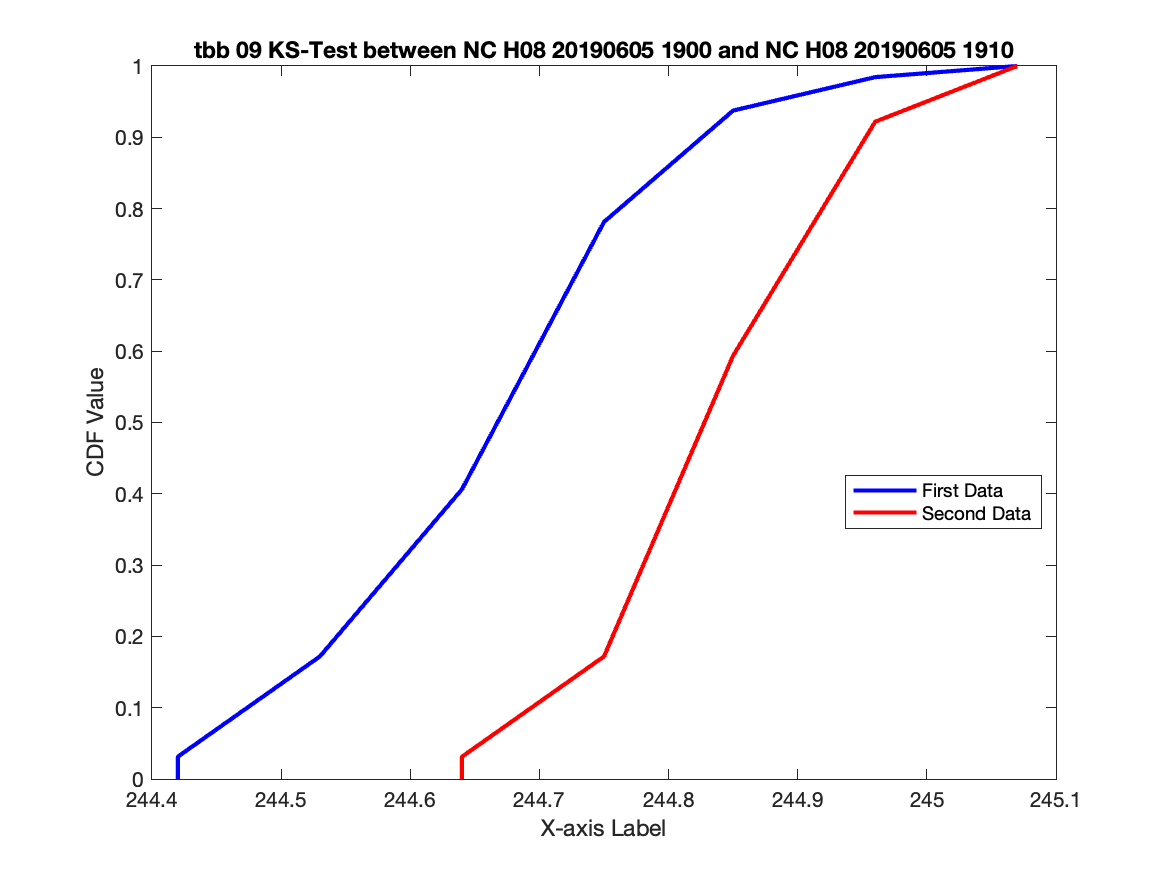 tbb 09 KS-Test between NC H08 20190605 1900 and NC H08 20190605 1910
1
0.9
0.8
0.7
0.6
0.5
0.4
0.3
0.2
0.1
0
CDF Value
First Data
Second Data
244.4 244.5 244.6 244.7 244.8 244.9 245 245.1
X-axis Label